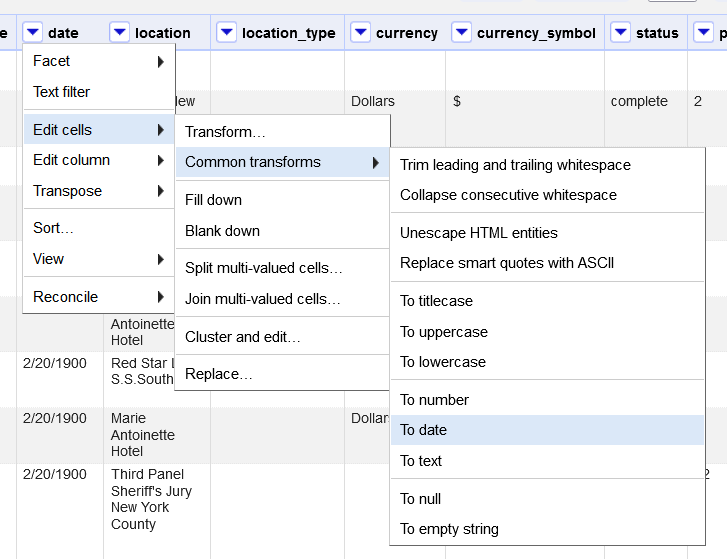 e
date
location
location_type
currency
currency_symbol
status
p
Facet
Text filter
Edit cells
Edit column
Transpose
Sort…
View
Reconcile
Dollars
$
complete
2
Transform…
Common transforms
Fill down
Blank down
Split multi-valued cells…
Join multi-valued cells…
Cluster and edit…
Replace…
Trim leading and trailing whitespace
Collapse consecutive whitespace
Unescape HTML entities
Replace smart quotes with ASCII
To titlecase
To uppercase
To lowercase
To number
To date
To text
To null
To empty string
Antoinette
Hotel
2/20/1900
Red Star L
S.S.South
2/20/1900
Marie
Antoinette
Hotel
Dollar
2/20/1900
Third Panel
Sheriff's Jury
New York
County
2